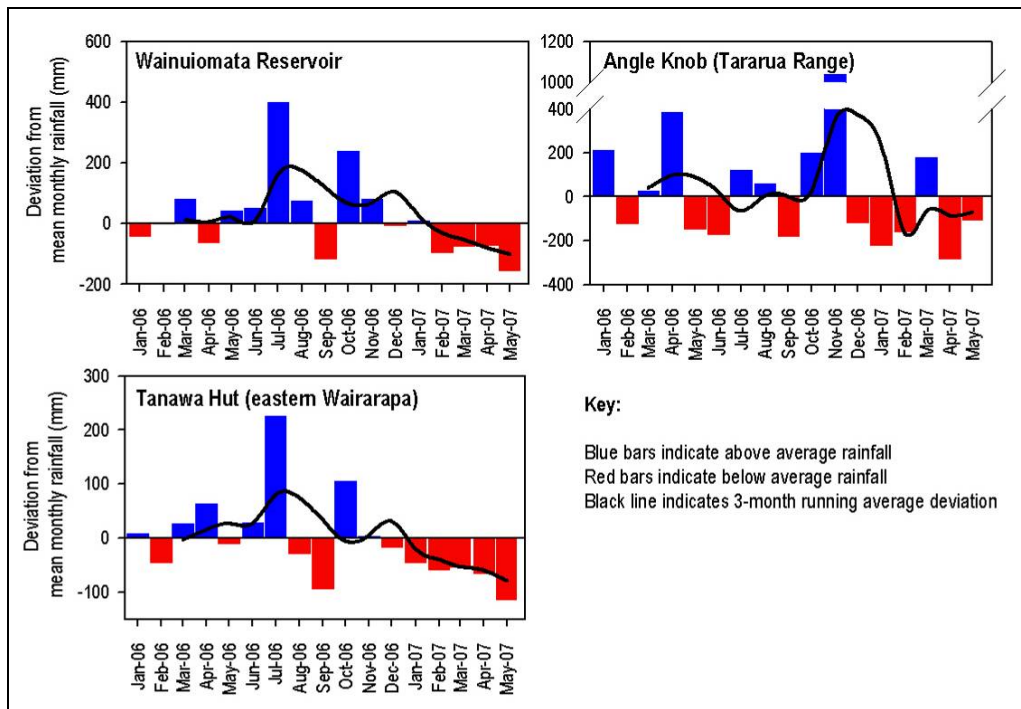 Wainuiomata Reservoir
Deviation from
mean monthly rainfall (mm)
600
400
200
0
-200
Jan-06
Feb-06
Mar-06
Apr-06
May-06
Jun-06
Jul-06
Aug-06
Sep-06
Oct-06
Nov-06
Dec-06
Jan-07
Feb-07
Mar-07
Apr-07
May-07
Angle Knob (Tararua Range)
1200
1000
400
200
0
-200
-400
Jan-06
Feb-06
Mar-06
Apr-06
May-06
Jun-06
Jul-06
Aug-06
Sep-06
Oct-06
Nov-06
Dec-06
Jan-07
Feb-07
Mar-07
Apr-07
May-07
Tanawa Hut (eastern Wairarapa)
Deviation from
mean monthly rainfall (mm)
300
200
100
0
-100
Jan-06
Feb-06
Mar-06
Apr-06
May-06
Jun-06
Jul-06
Aug-06
Sep-06
Oct-06
Nov-06
Dec-06
Jan-07
Feb-07
Mar-07
Apr-07
May-07
Key:
Blue bars indicate above average rainfall
Red bars indicate below average rainfall
Black line indicates 3-month running average deviation